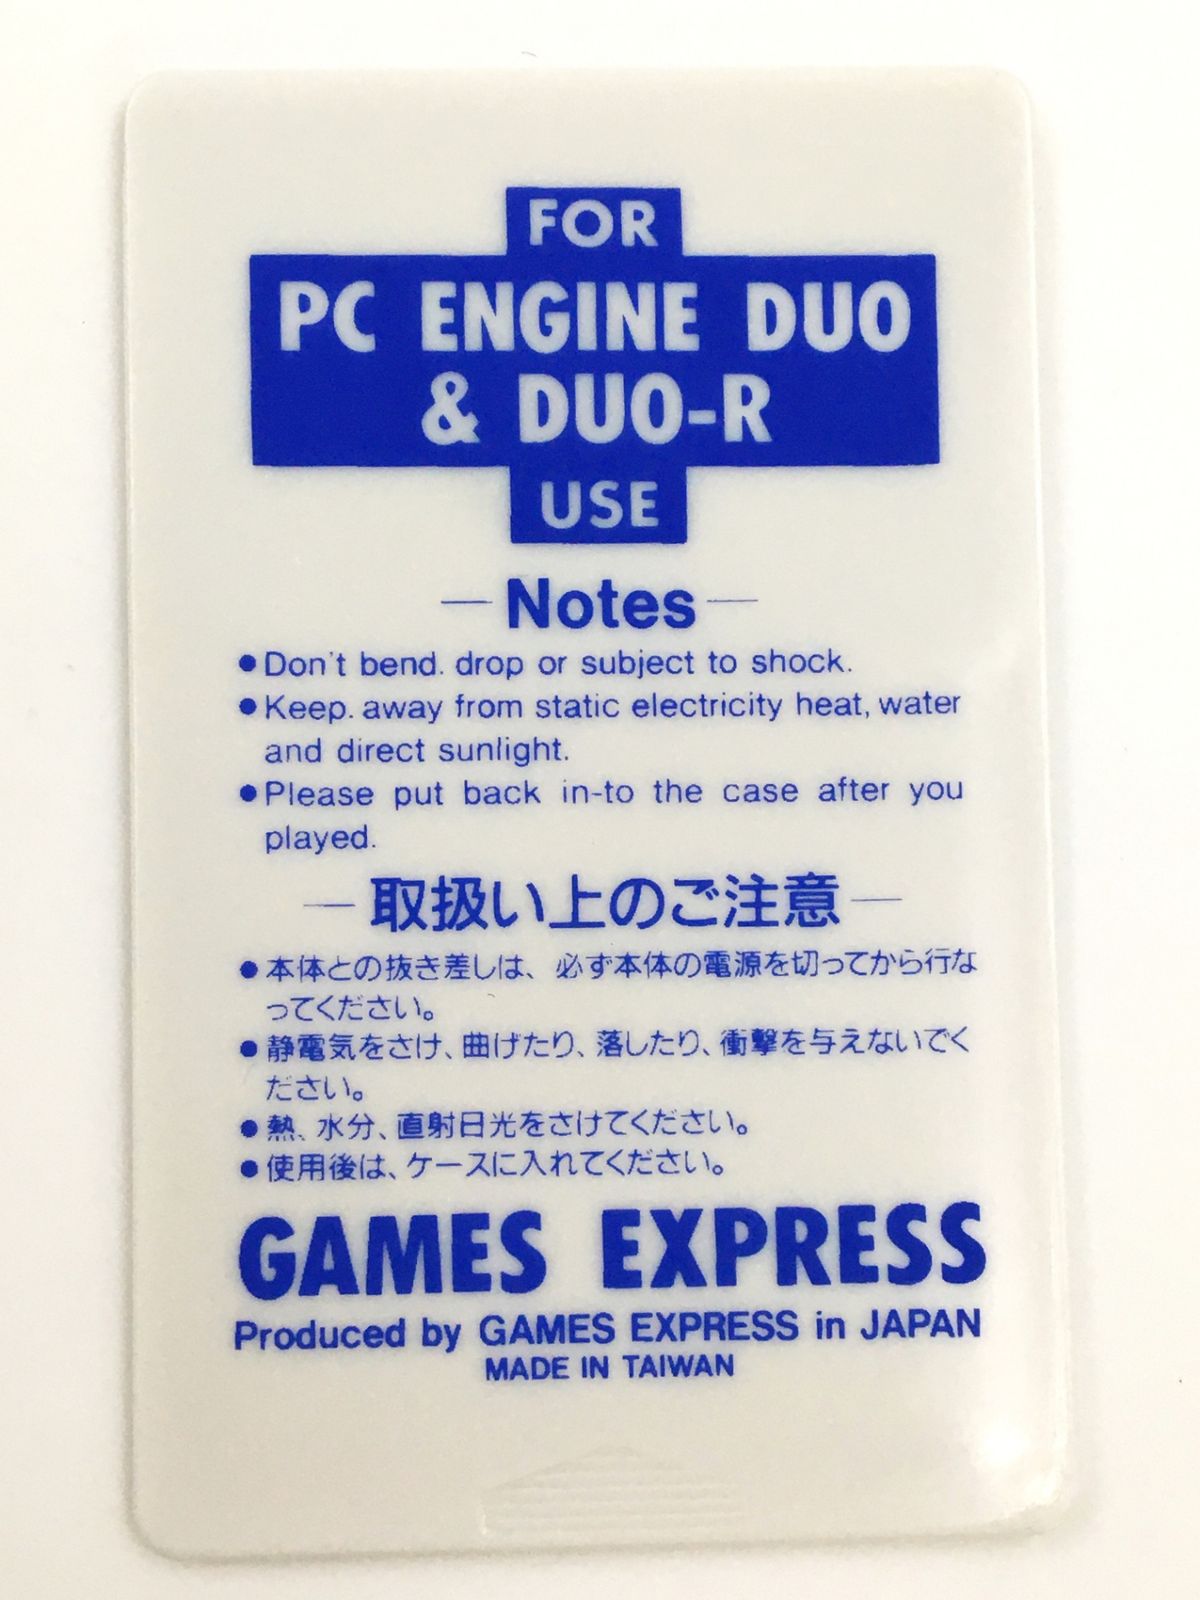 FOR
PC ENGINE DUO
& DUO-R
USE
Notes
●Don't bend. drop or subject to shock.
●Keep. away from static electricity heat, water
and direct sunlight.
●Please put back in-to the case after you
played.
取扱い上のご注意
●本体との抜き差しは、必ず本体の電源を切ってから行な
ってください。
●静電気をさけ、曲げたり、落したり、衝撃を与えないでく
ださい。
●熱、水分、直射日光をさけてください。
●使用後は、ケースに入れてください。
GAMES EXPRESS
Produced by GAMES EXPRESS in JAPAN
MADE IN TAIWAN